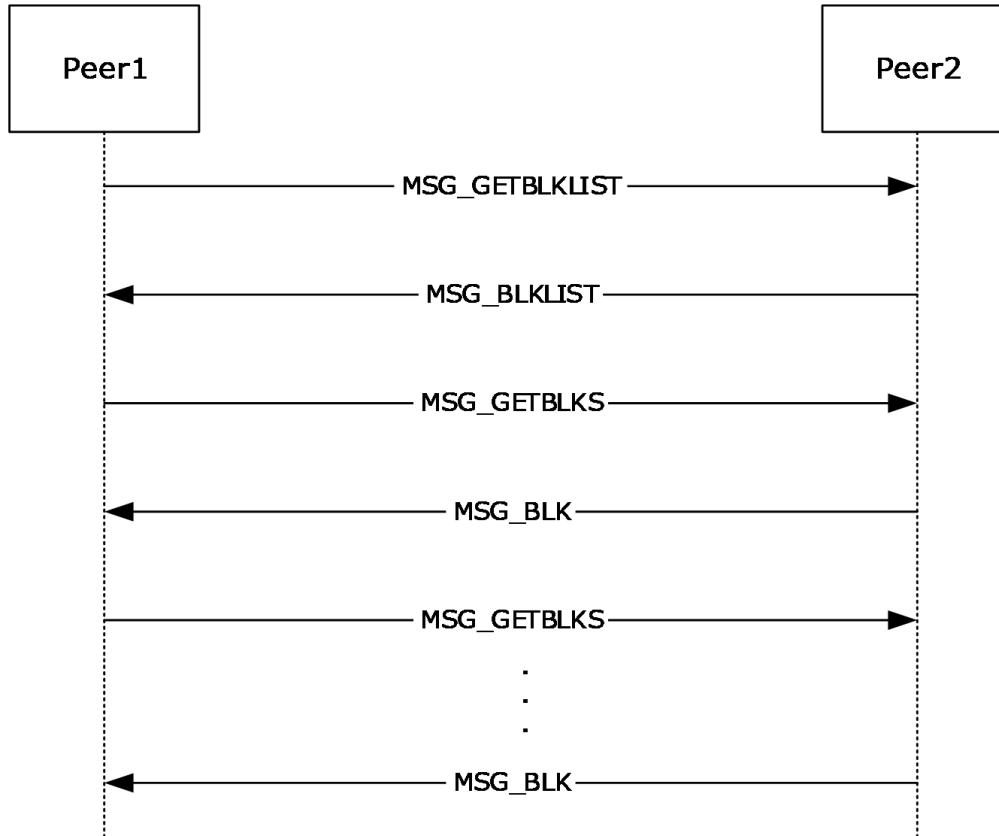 Peer1
Peer2
MSG_GETBLKLIST
MSG_BLKLIST
MSG_GETBLKS
MSG_BLK
MSG_GETBLKS
.
.
.
MSG_BLK